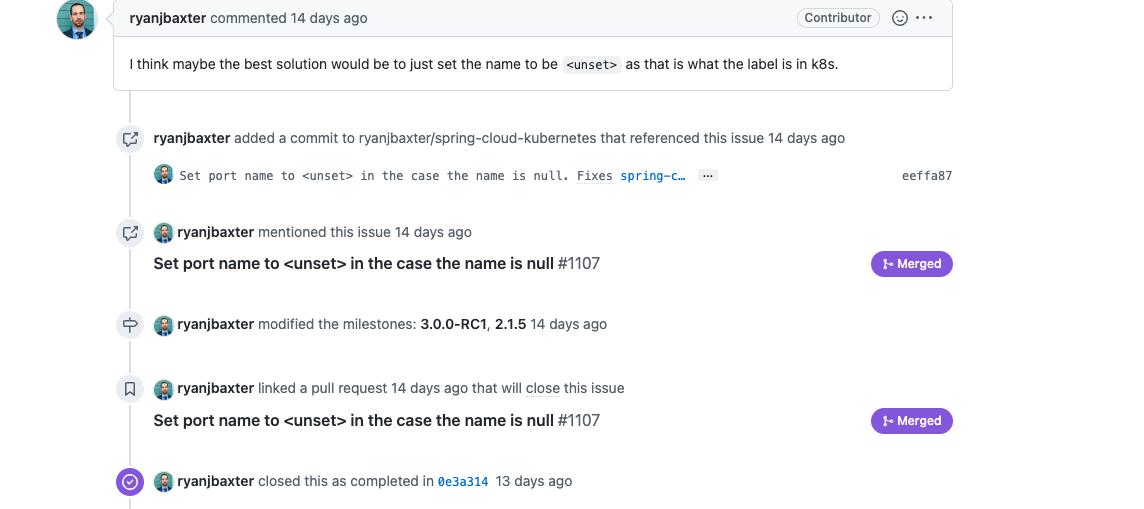 ryanjbaxter commented 14 days ago Contributor ···
I think maybe the best solution would be to just set the name to be <unset> as that is what the label is in k8s.
ryanjbaxter added a commit to ryanjbaxter/spring-cloud-kubernetes that referenced this issue 14 days ago
Set port name to <unset> in the case the name is null. Fixes spring-c… ... eeffa87
ryanjbaxter mentioned this issue 14 days ago
Set port name to <unset> in the case the name is null #1107 Merged
ryanjbaxter modified the milestones: 3.0.0-RC1, 2.1.5 14 days ago
ryanjbaxter linked a pull request 14 days ago that will close this issue
Set port name to <unset> in the case the name is null #1107 Merged
ryanjbaxter closed this as completed in 0e3a314 13 days ago